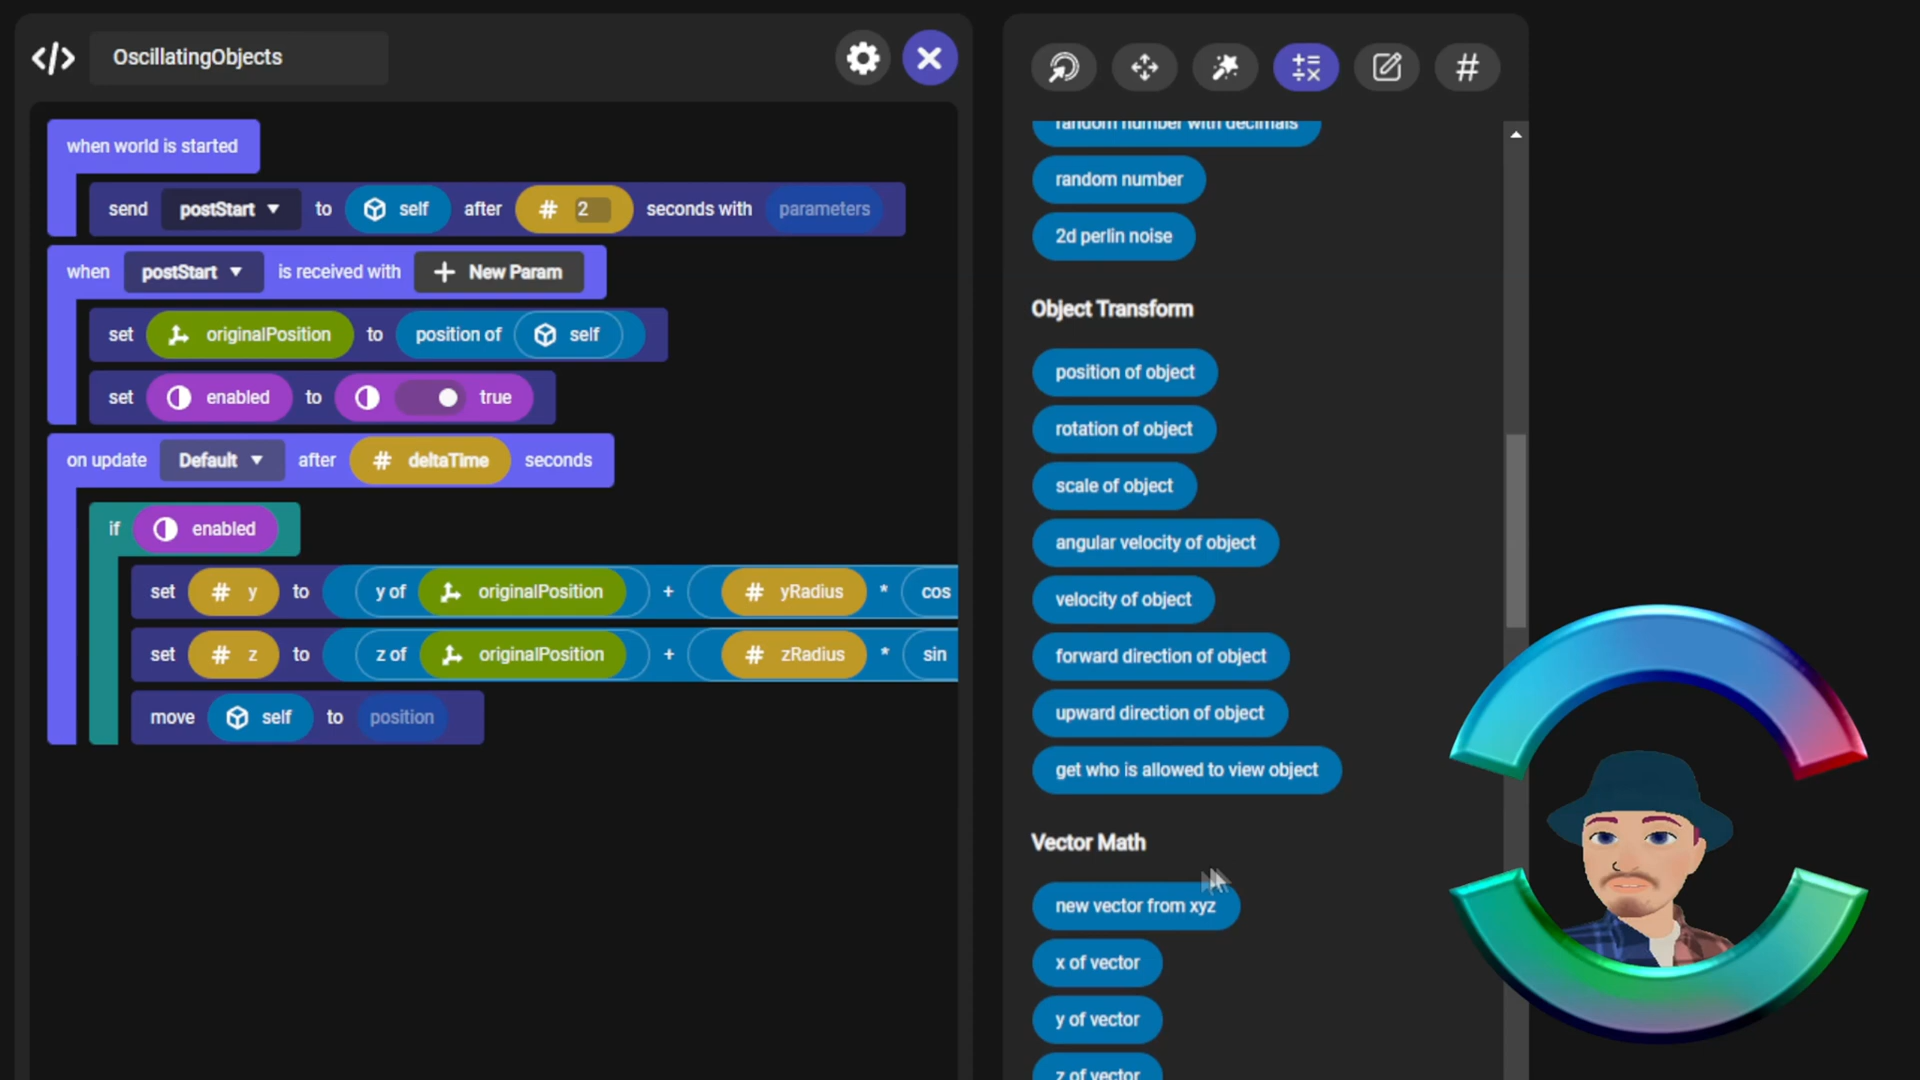 </> OscillatingObjects
when world is started
send postStart to self after # 2 seconds with parameters
when postStart is received with + New Param
set originalPosition to position of self
set enabled to true
on update Default after # deltaTime seconds
if enabled
set # y to y of originalPosition + # yRadius * cos
set # z to z of originalPosition + # zRadius * sin
move self to position
#
random number with decimals
random number
2d perlin noise
Object Transform
position of object
rotation of object
scale of object
angular velocity of object
velocity of object
forward direction of object
upward direction of object
get who is allowed to view object
Vector Math
new vector from xyz
x of vector
y of vector
z of vector